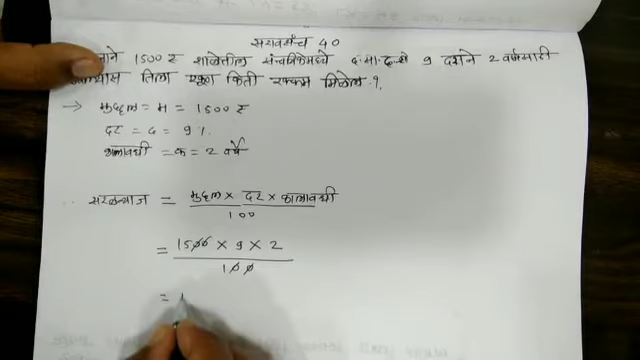 सरावसंच 40
1500 रु शाळेतील संचयिकेमध्ये द.सा.द.शे 9 दराने 2 वर्षासाठी
तिला एकूण किती रक्कम मिळेल ?
→ मुद्दल = म = 1500 रु
दर = द = 9%
कालावधी = क = 2 वर्षे
सरळव्याज = मुद्दल × दर × कालावधी
100
= 1500 × 9 × 2
100
=